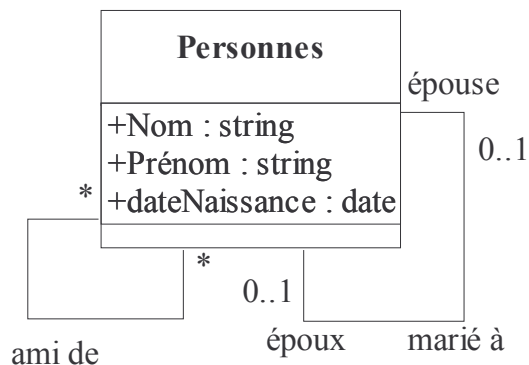 Personnes
épouse
+Nom : string
0..1
+Prénom : string
*
+dateNaissance : date
*
0..1
ami de
époux
marié à